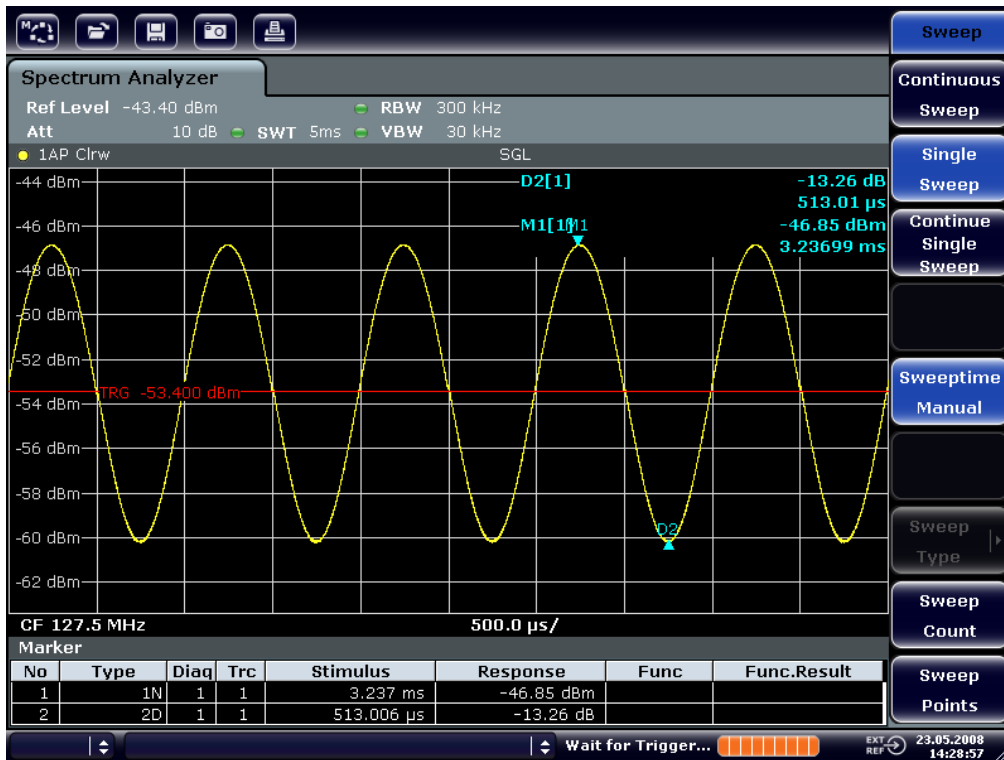 Spectrum Analyzer
Ref Level -43.40 dBm RBW 300 kHz
Att 10 dB SWT 5ms VBW 30 kHz
1AP Clrw SGL
-44 dBm
D2[1] -13.26 dB
513.01 µs
-46 dBm
M1[1] M1 -46.85 dBm
3.23699 ms
-48 dBm
-50 dBm
-52 dBm
TRG -53.400 dBm
-54 dBm
-56 dBm
-58 dBm
D2
-60 dBm
-62 dBm
CF 127.5 MHz 500.0 µs/
Marker
No Type Diag Trc Stimulus Response Func Func.Result
1 1N 1 1 3.237 ms -46.85 dBm
2 2D 1 1 513.006 µs -13.26 dB
Wait for Trigger... EXT REF 23.05.2008
14:28:57
Sweep
Continuous
Sweep
Single
Sweep
Continue
Single
Sweep
Sweeptime
Manual
Sweep
Type
Sweep
Count
Sweep
Points
M